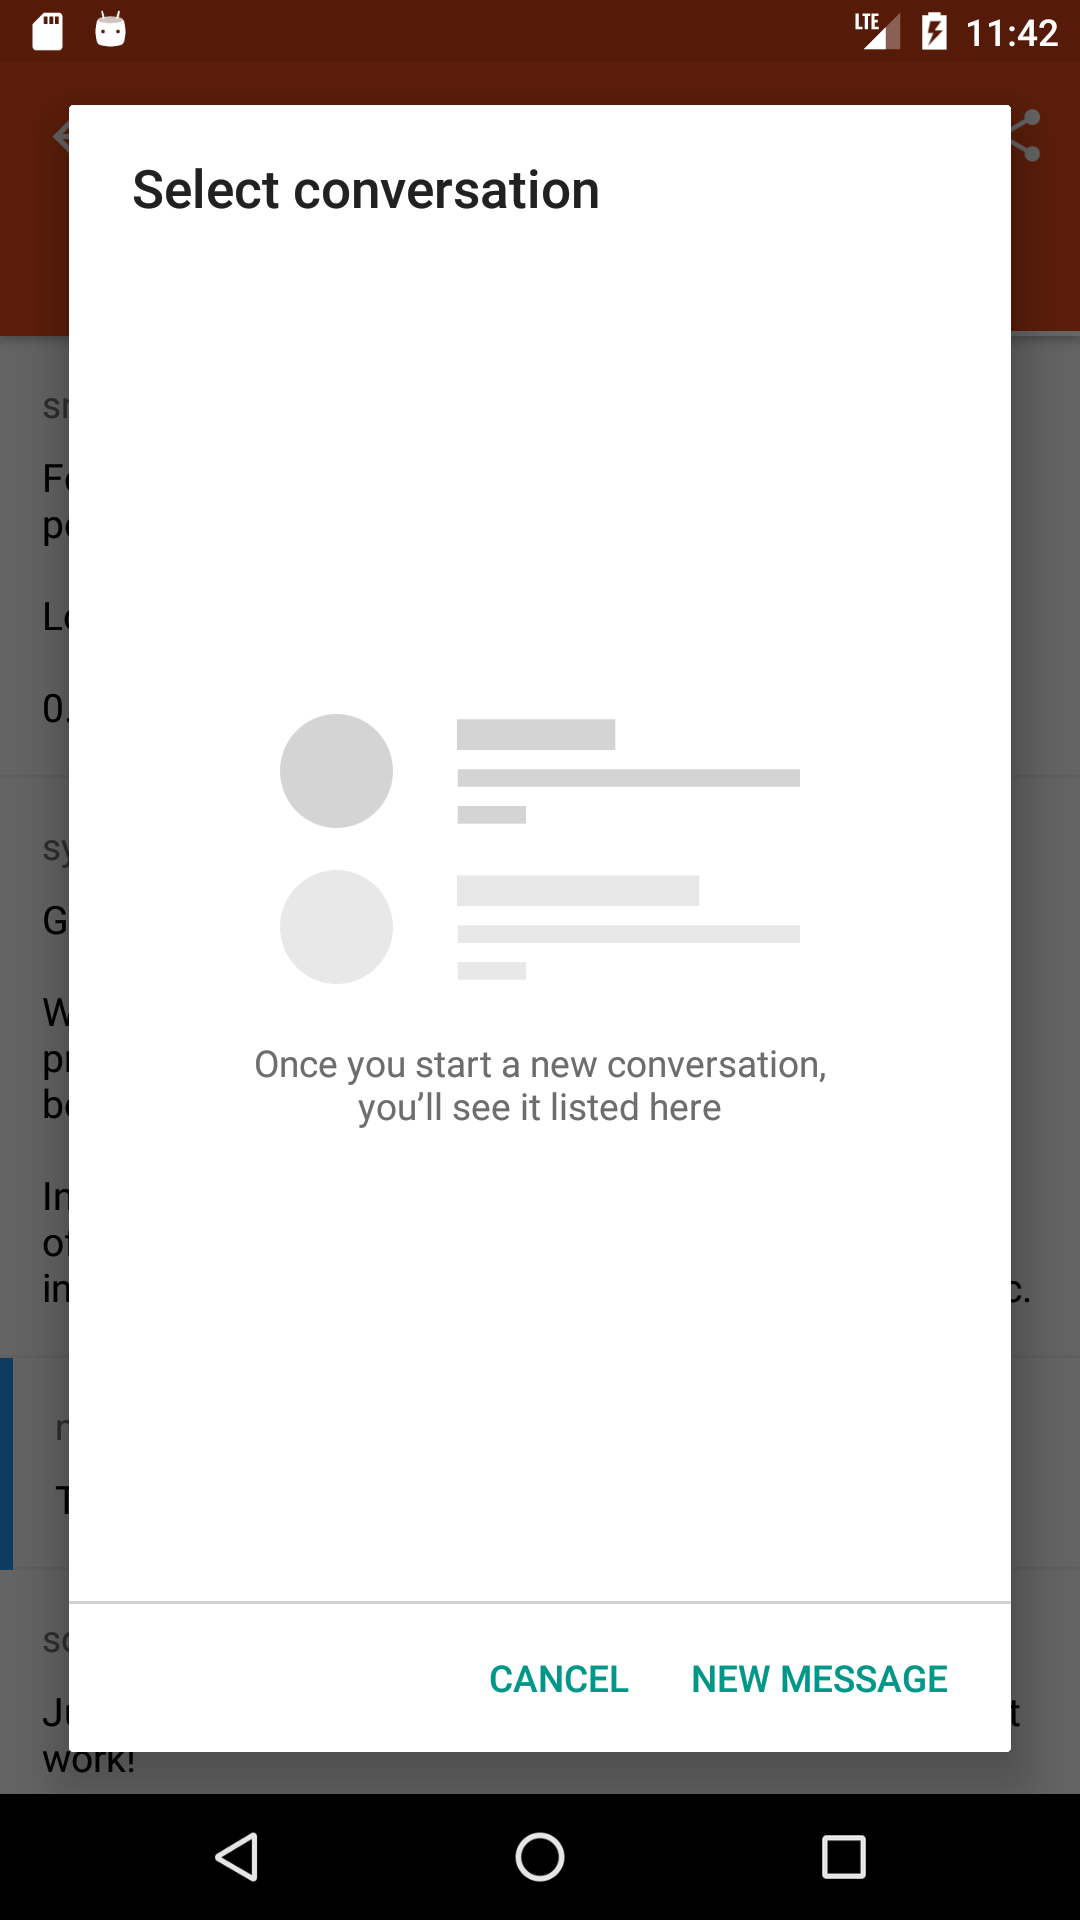 LTE 11:42
Select conversation
0.
Once you start a new conversation,
you’ll see it listed here
CANCEL NEW MESSAGE
work!